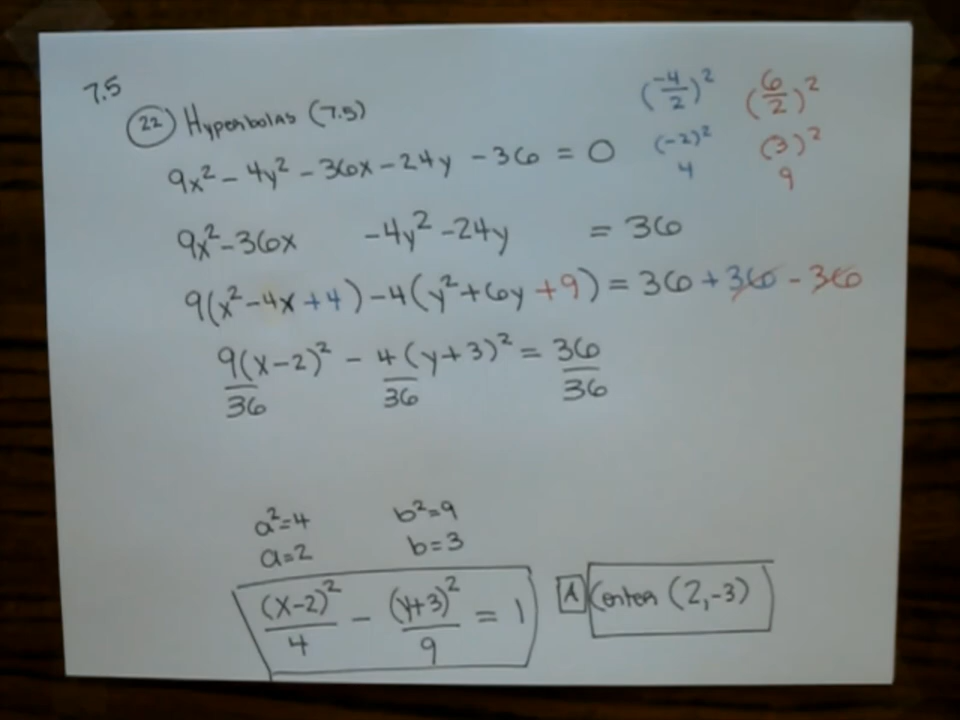 7.5
(22) Hyperbolas (7.5)
9x² - 4y² - 36x - 24y - 36 = 0
(-4/2)² (6/2)²
(-2)² (3)²
4 9
9x² - 36x -4y² - 24y = 36
9(x² - 4x + 4) - 4(y² + 6y + 9) = 36 + 36 - 36
9(x-2)²/36 - 4(y+3)²/36 = 36/36
a²=4 b²=9
a=2 b=3
(x-2)²/4 - (y+3)²/9 = 1
A Center (2,-3)